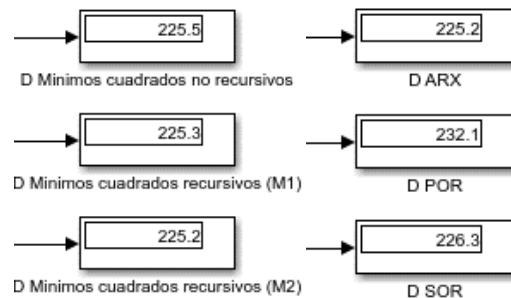 225.5
D Minimos cuadrados no recursivos
225.2
D ARX
225.3
D Minimos cuadrados recursivos (M1)
232.1
D POR
225.2
D Minimos cuadrados recursivos (M2)
226.3
D SOR